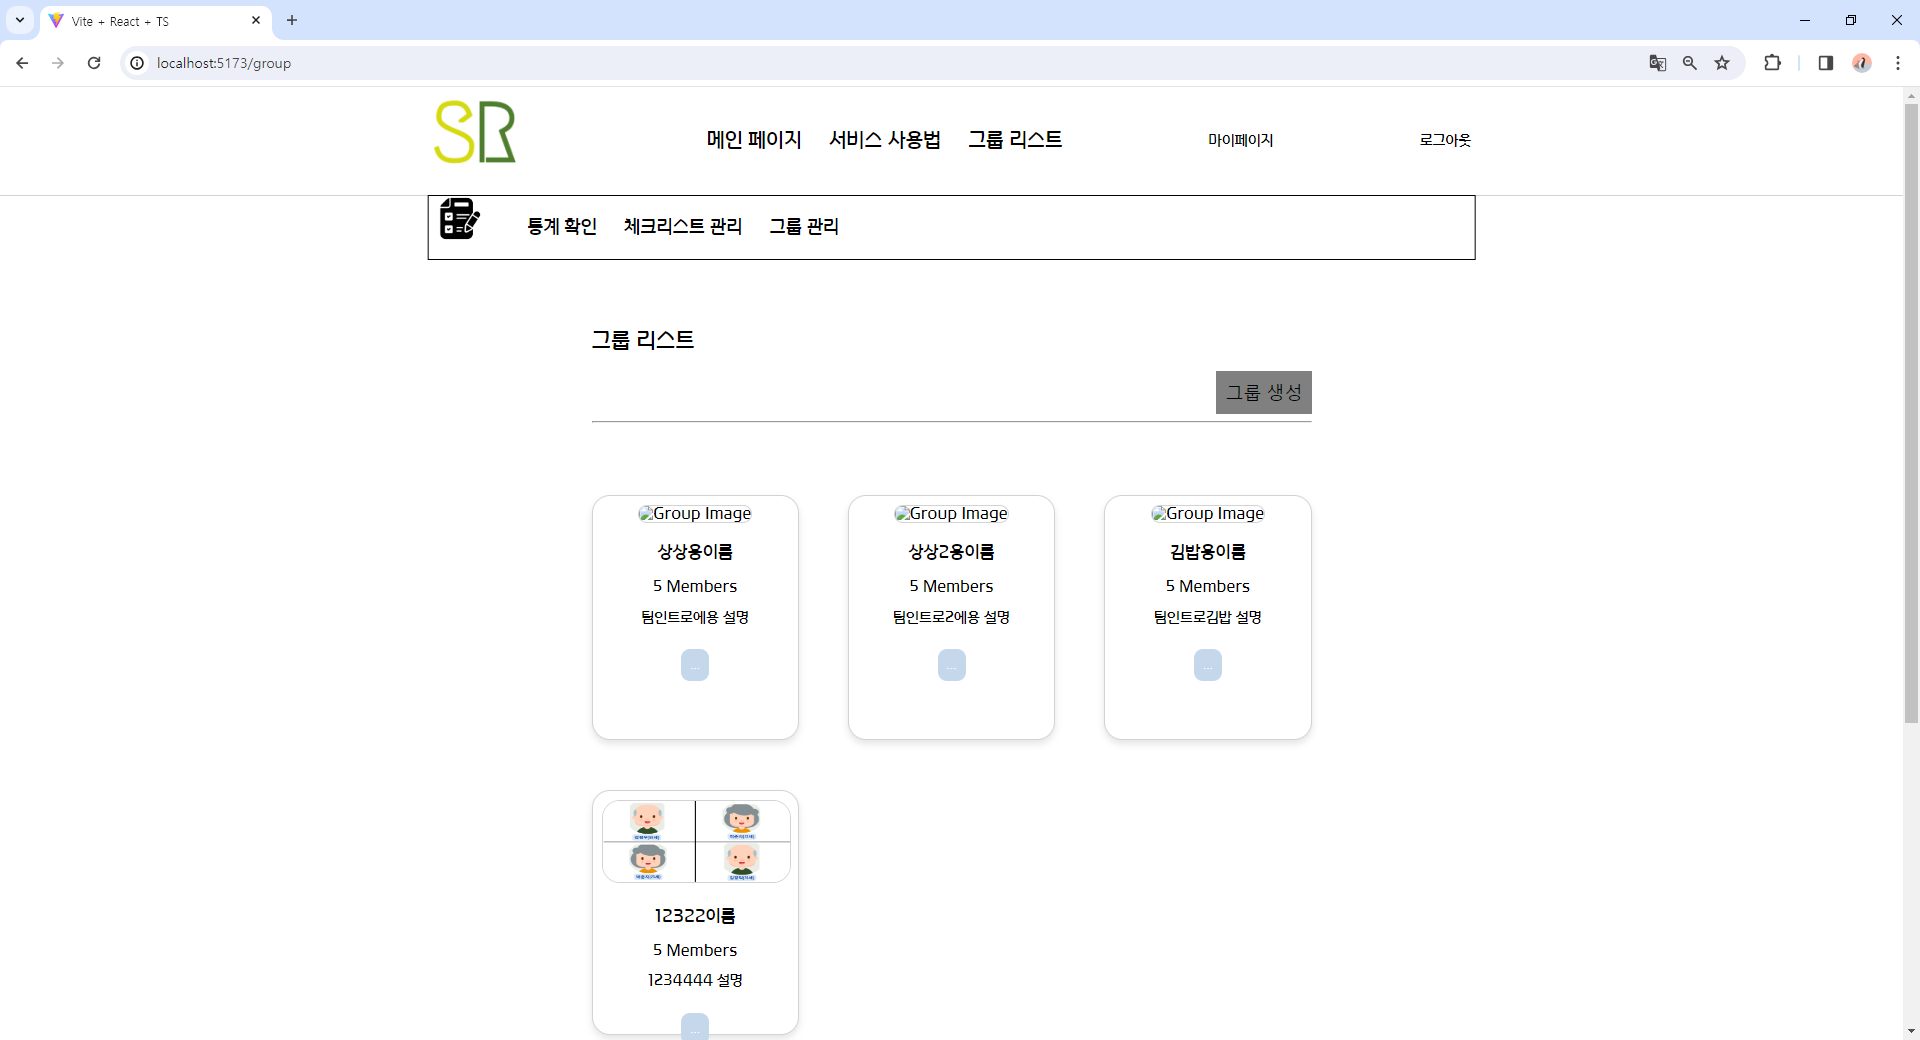 Vite + React + TS
localhost:5173/group
SR
메인 페이지 서비스 사용법 그룹 리스트 마이페이지 로그아웃
통계 확인 체크리스트 관리 그룹 관리
그룹 리스트
그룹 생성
Group Image Group Image Group Image
상상용이름 상상2용이름 김밥용이름
5 Members 5 Members 5 Members
팀인트로에용 설명 팀인트로2에용 설명 팀인트로김밥 설명
... ... ...
12322이름
5 Members
1234444 설명
...